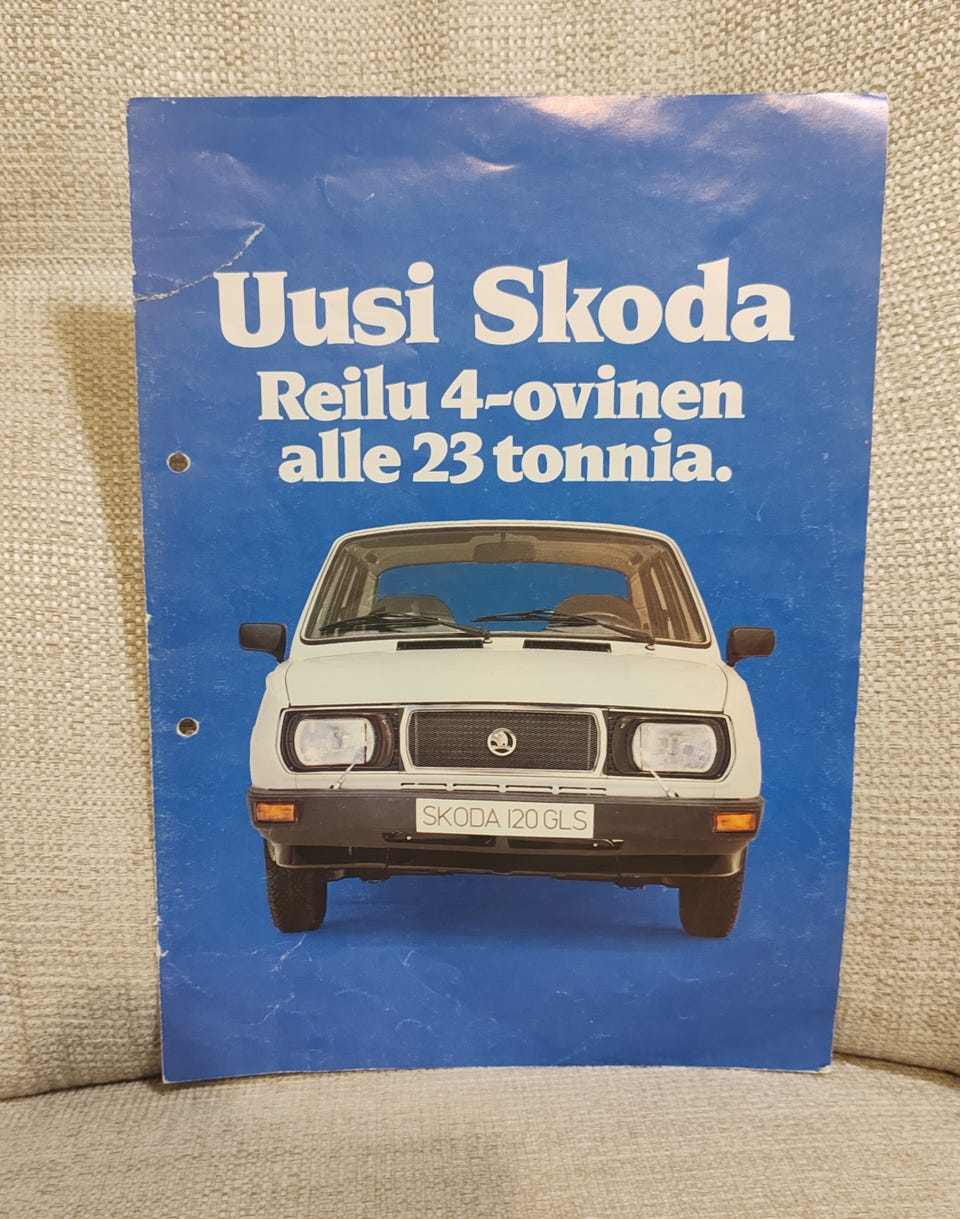 Uusi Skoda
Reilu 4-ovinen
alle 23 tonnia.
SKODA 120 GLS